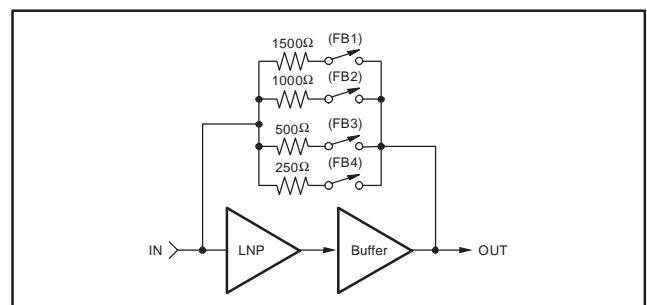 1500Ω (FB1)
1000Ω (FB2)
500Ω (FB3)
250Ω (FB4)
IN LNP Buffer OUT